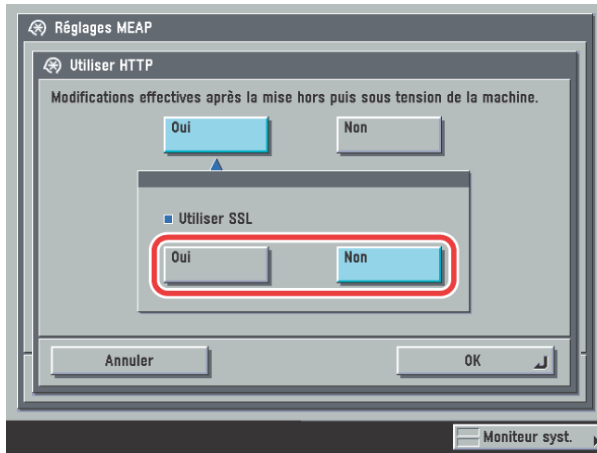 Réglages MEAP
Utiliser HTTP
Modifications effectives après la mise hors puis sous tension de la machine.
Oui Non
Utiliser SSL
Oui Non
Annuler OK
Moniteur syst.